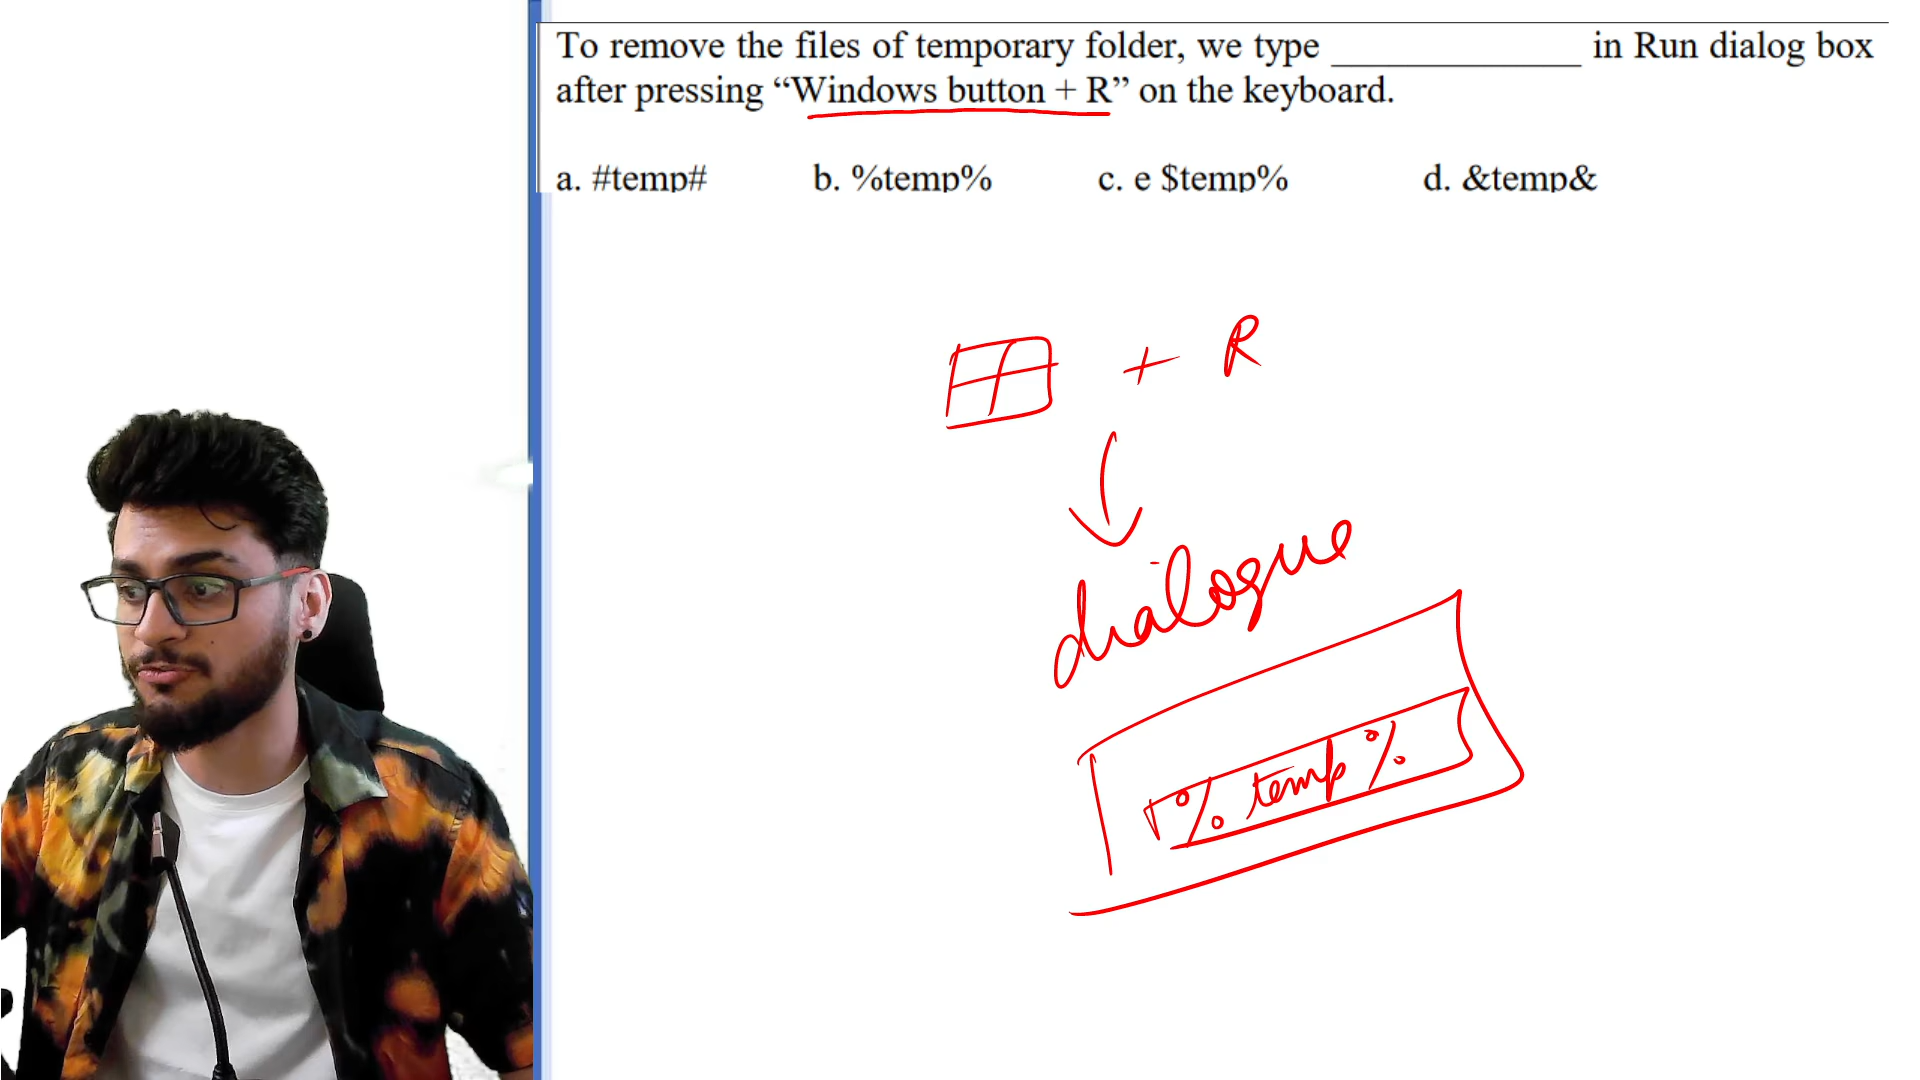 To remove the files of temporary folder, we type _____________ in Run dialog box
after pressing “Windows button + R” on the keyboard.
a. #temp# b. %temp% c. e $temp% d. &temp&
+ R
dialogue
% temp %